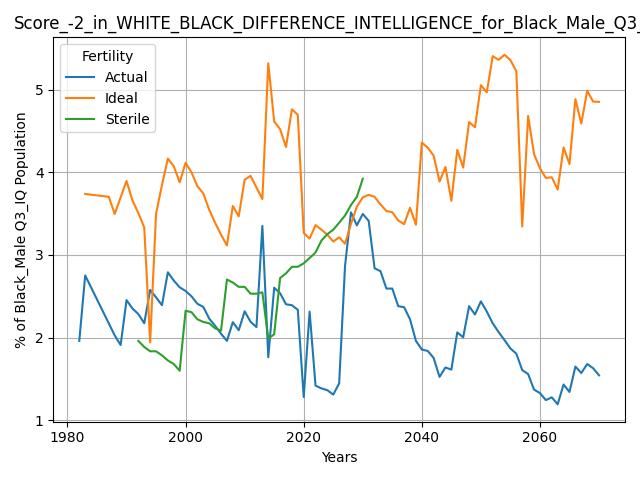 Score_-2_in_WHITE_BLACK_DIFFERENCE_INTELLIGENCE_for_Black_Male_Q3_
Fertility
Actual
Ideal
Sterile
% of Black_Male Q3_IQ Population
5
4
3
2
1
1980 2000 2020 2040 2060
Years